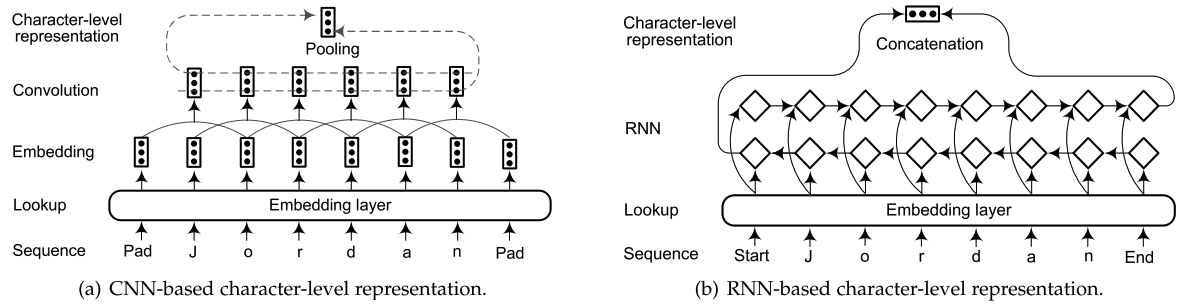 Character-level
representation
Pooling
Convolution
Embedding
Lookup
Embedding layer
Sequence
Pad J o r d a n Pad
(a) CNN-based character-level representation.
Character-level
representation
Concatenation
RNN
Lookup
Embedding layer
Sequence
Start J o r d a n End
(b) RNN-based character-level representation.